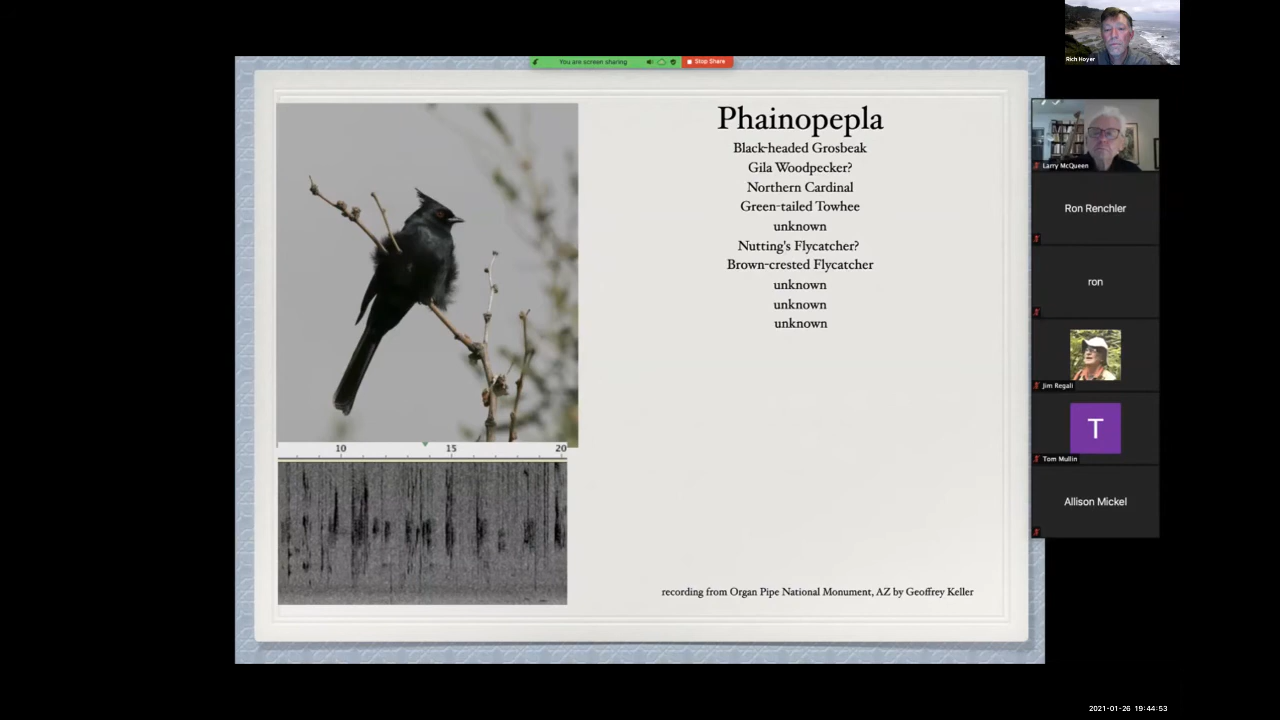 Rich Hoyer
You are screen sharing
Stop Share
Phainopepla
Black-headed Grosbeak
Gila Woodpecker?
Northern Cardinal
Green-tailed Towhee
unknown
Nutting's Flycatcher?
Brown-crested Flycatcher
unknown
unknown
unknown
10 15 20
recording from Organ Pipe National Monument, AZ by Geoffrey Keller
Larry McQueen
Ron Renchler
ron
Jim Regali
T
Tom Mullin
Allison Mickel
2021-01-26 19:44:53